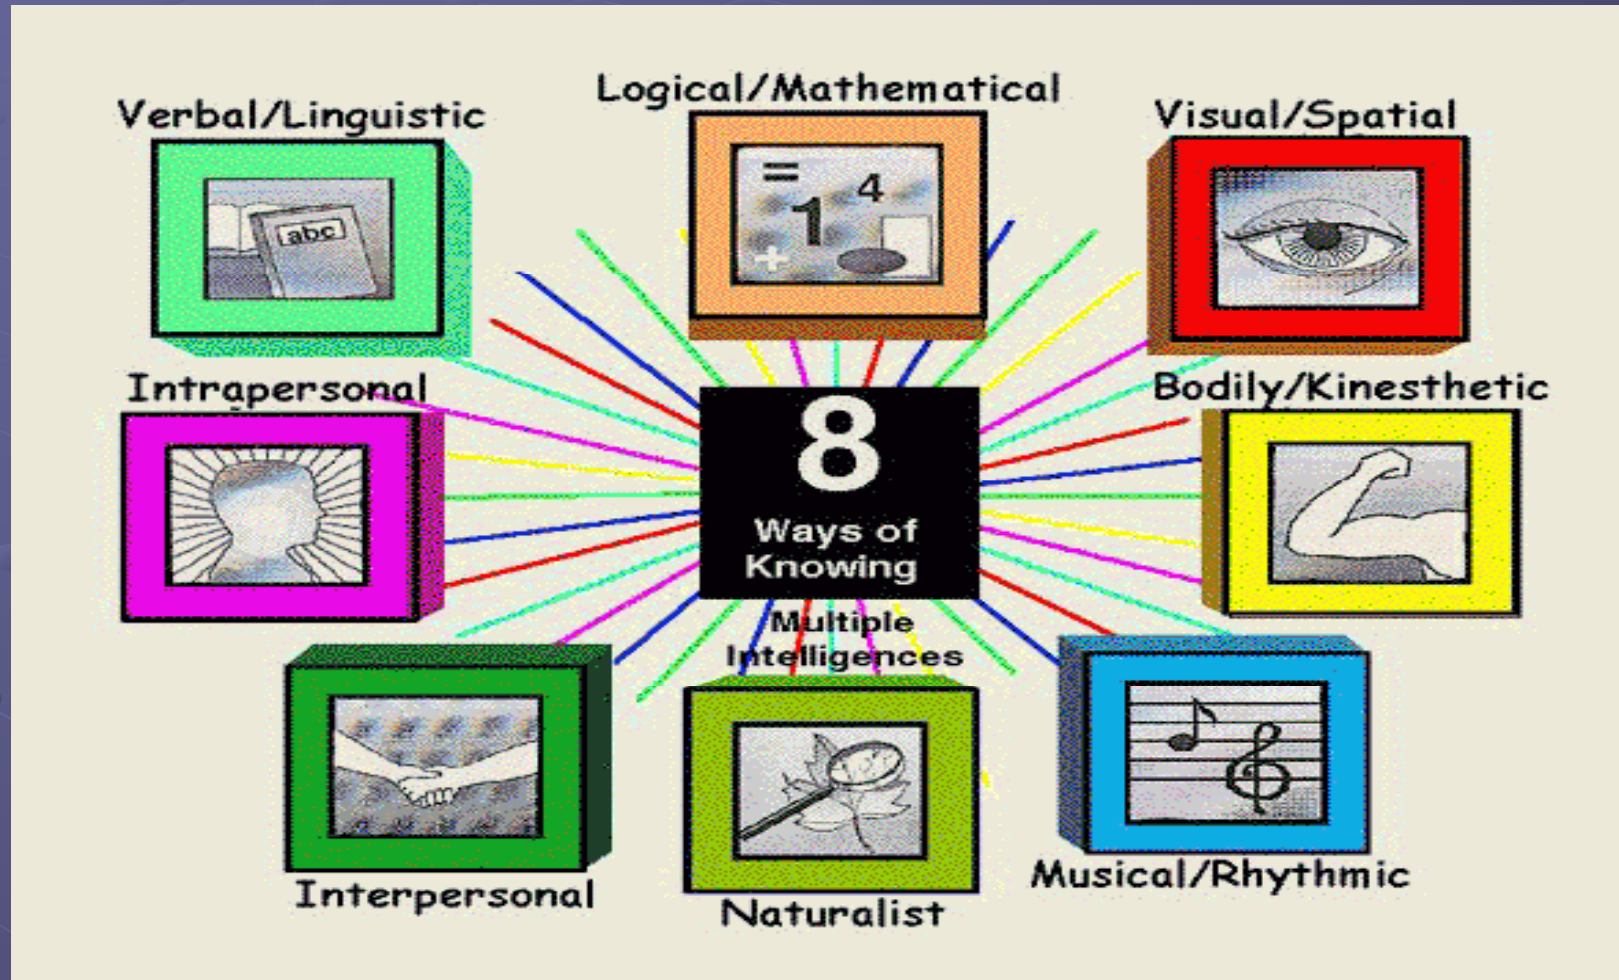 Logical/Mathematical
Verbal/Linguistic
Visual/Spatial
=
4
1
+
abc
Intrapersonal
Bodily/Kinesthetic
8
Ways of
Knowing
Multiple
Intelligences
Interpersonal
Naturalist
Musical/Rhythmic